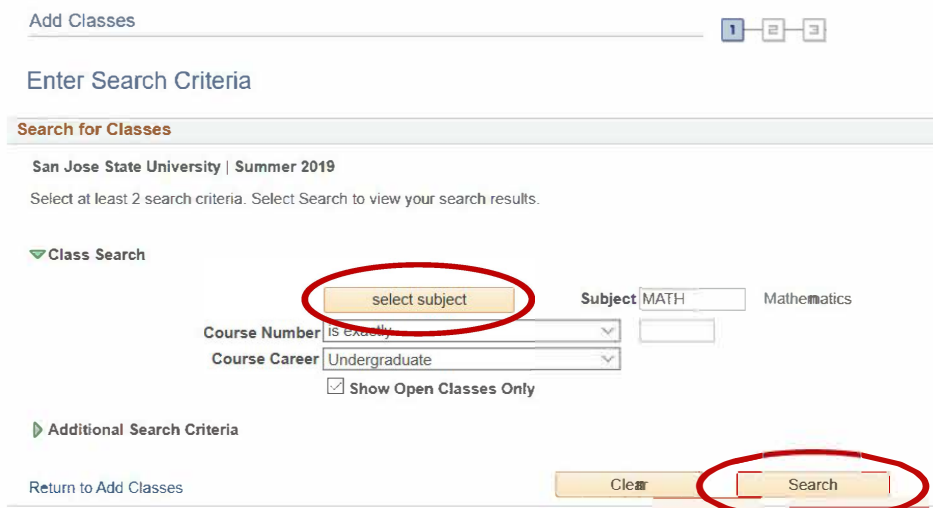 Add Classes
1 2 3
Enter Search Criteria
Search for Classes
San Jose State University | Summer 2019
Select at least 2 search criteria. Select Search to view your search results.
Class Search
select subject Subject MATH Mathematics
Course Number is exactly
Course Career Undergraduate
Show Open Classes Only
Additional Search Criteria
Return to Add Classes Clear Search